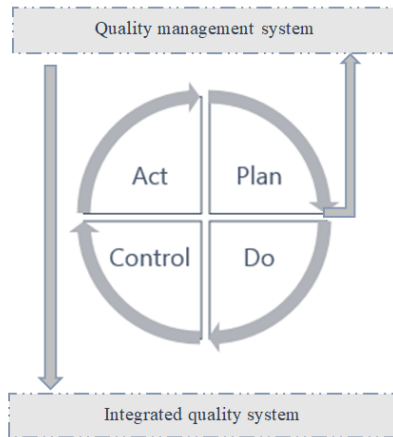 Quality management system
Act
Plan
Control
Do
Integrated quality system